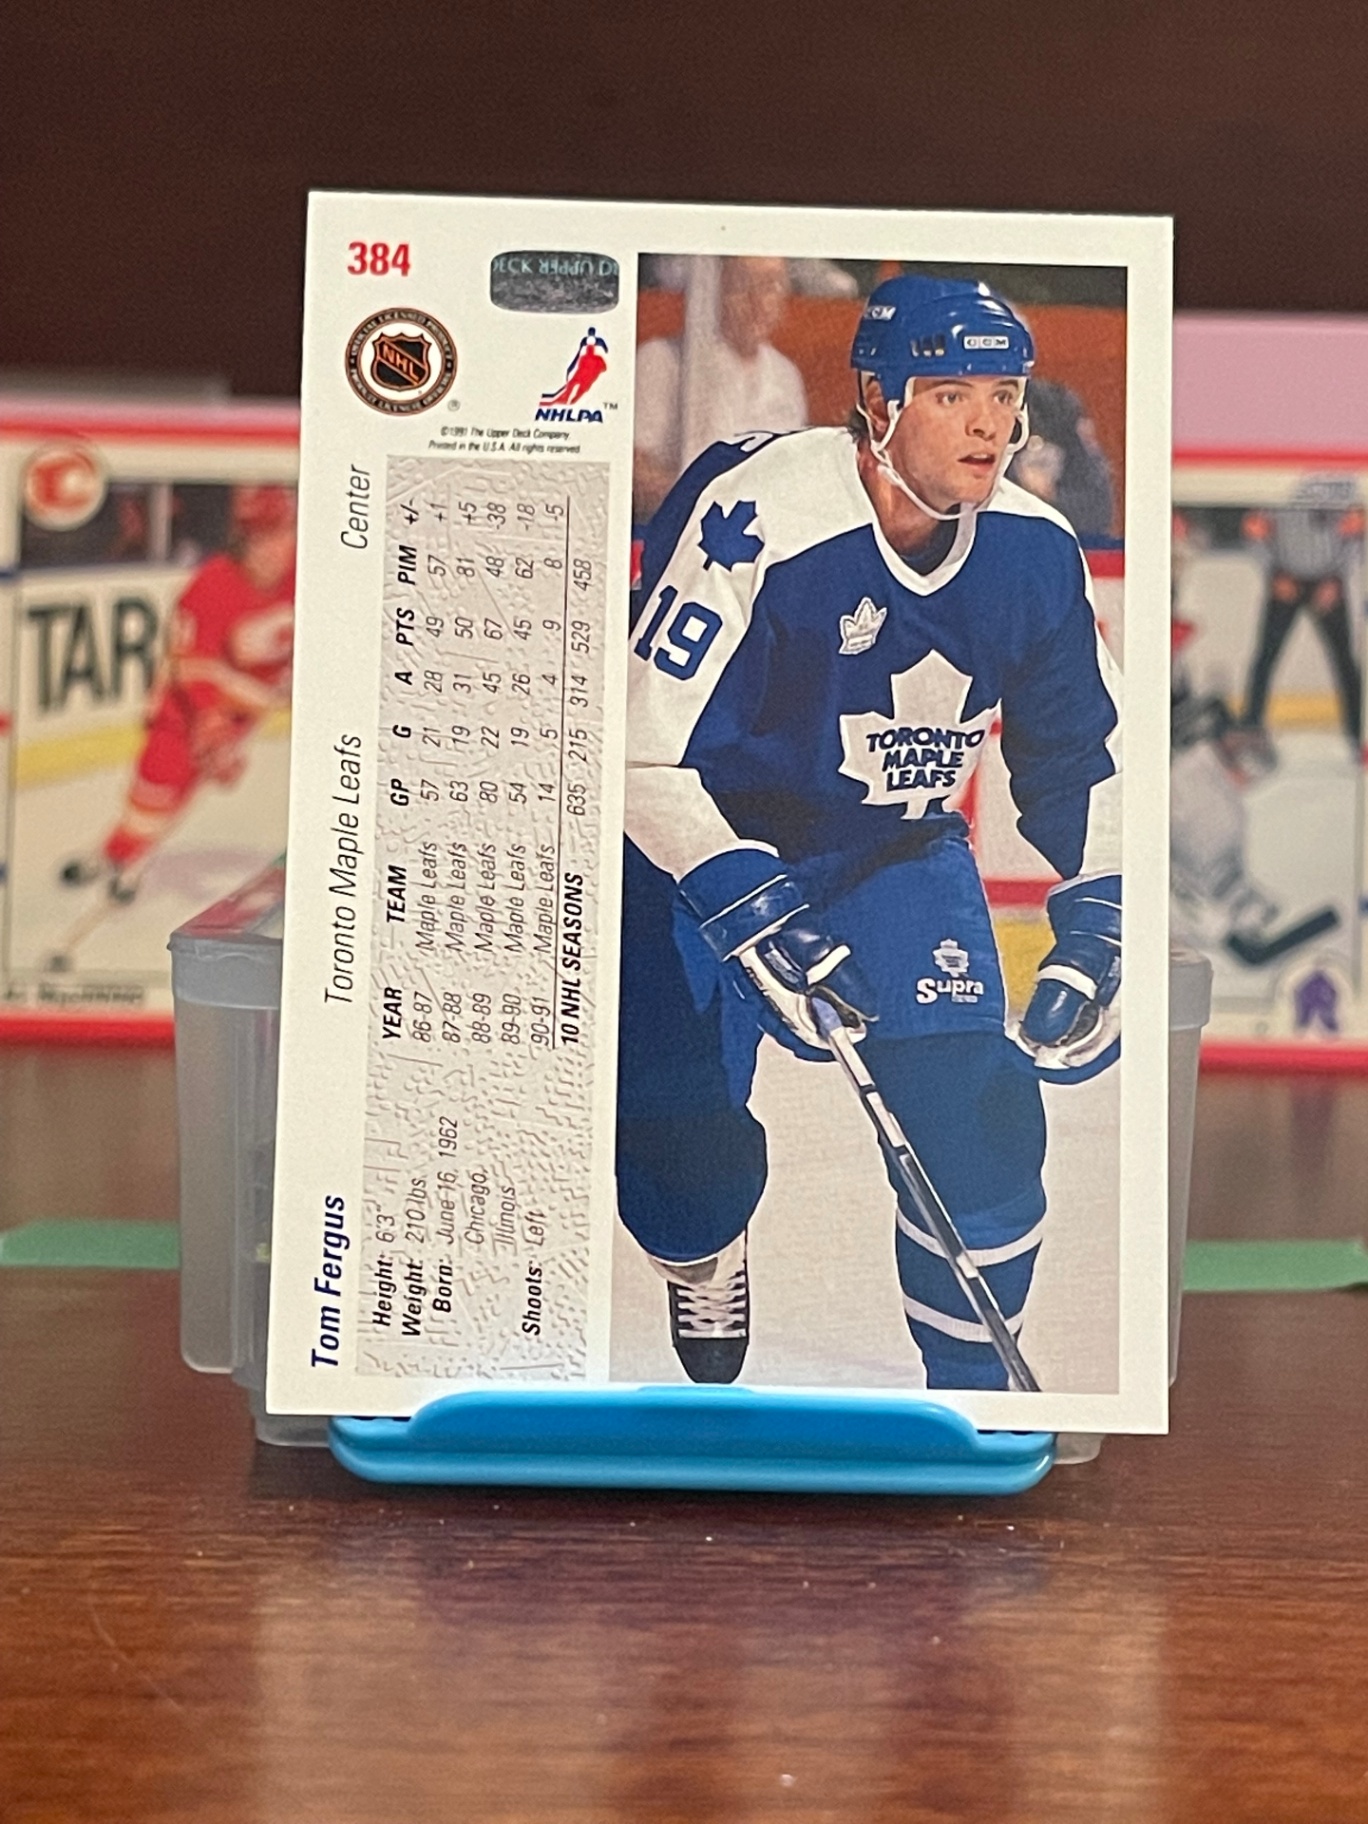 384
UPPER DECK
NHL
®
NHLPA™
©1991 The Upper Deck Company.
Printed in the U.S.A. All rights reserved.
Tom Fergus Toronto Maple Leafs Center
Height: 6'3"
Weight: 210 lbs.
Born: June 16, 1962
Chicago,
Illinois
Shoots: Left
YEAR TEAM GP G A PTS PIM +/-
86-87 Maple Leafs 57 21 28 49 57 +1
87-88 Maple Leafs 63 19 31 50 81 +5
88-89 Maple Leafs 80 22 45 67 48 -38
89-90 Maple Leafs 54 19 26 45 62 -18
90-91 Maple Leafs 14 5 4 9 8 -5
10 NHL SEASONS 635 215 314 529 458
CCM
CCM
19
TORONTO
MAPLE
LEAFS
Supra
TAR